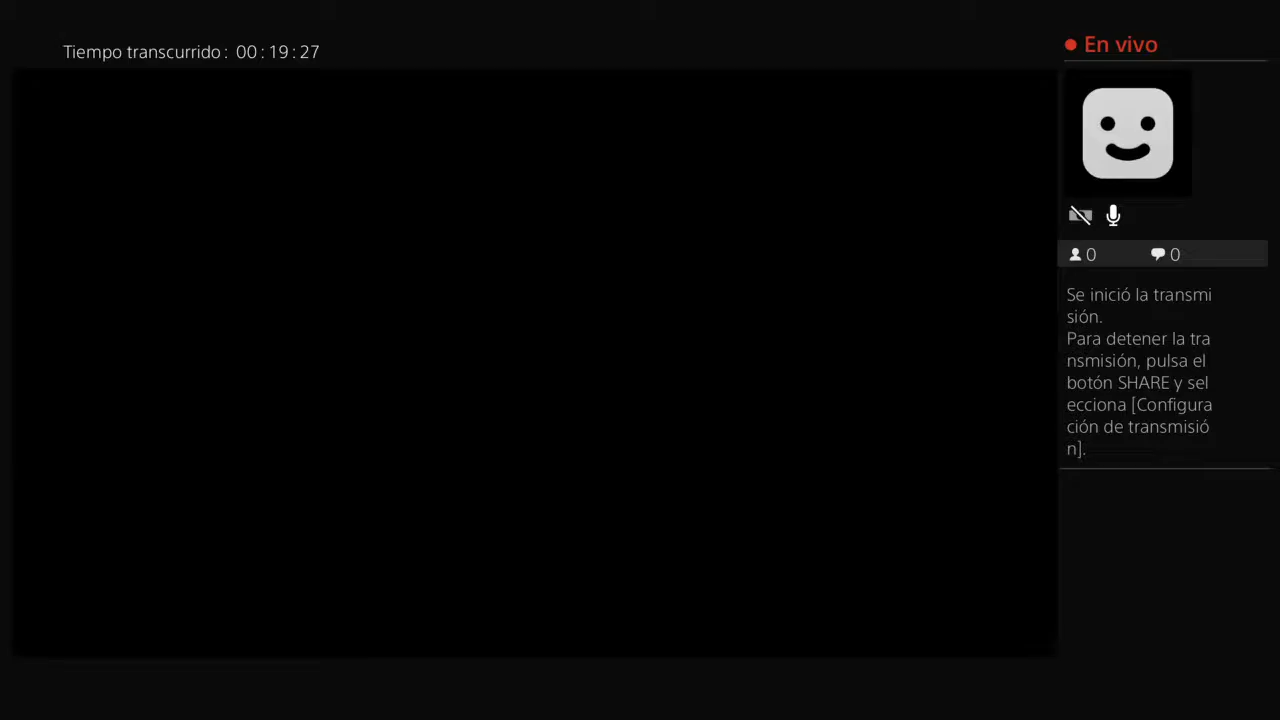 Tiempo transcurrido: 00:19:27
En vivo
0 0
Se inició la transmi
sión.
Para detener la tra
nsmisión, pulsa el
botón SHARE y sel
ecciona [Configura
ción de transmisió
n].